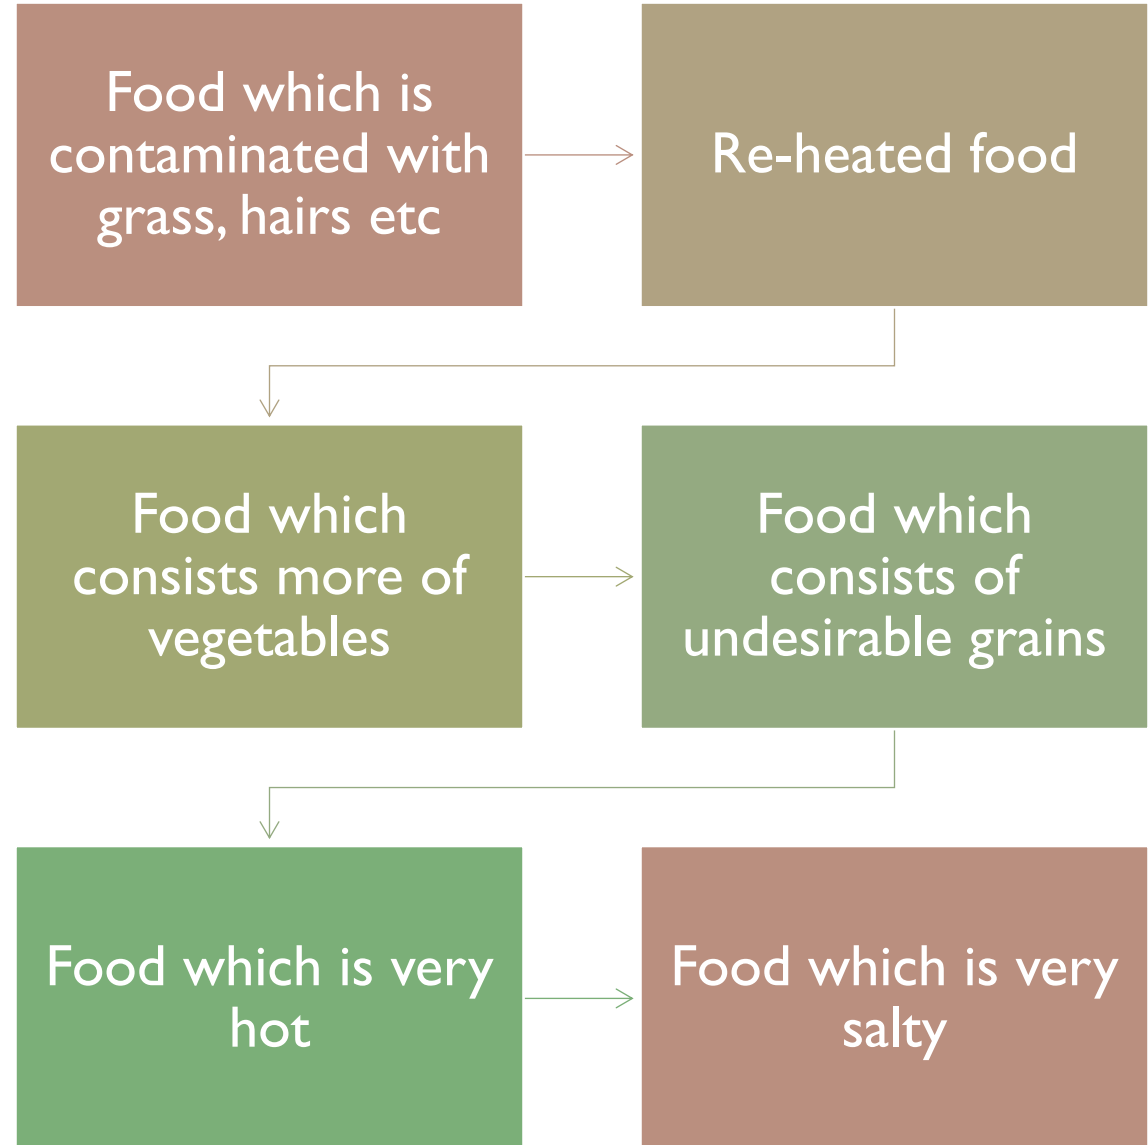 Food which is
contaminated with
grass, hairs etc
Re-heated food
Food which
consists more of
vegetables
Food which
consists of
undesirable grains
Food which is very
hot
Food which is very
salty